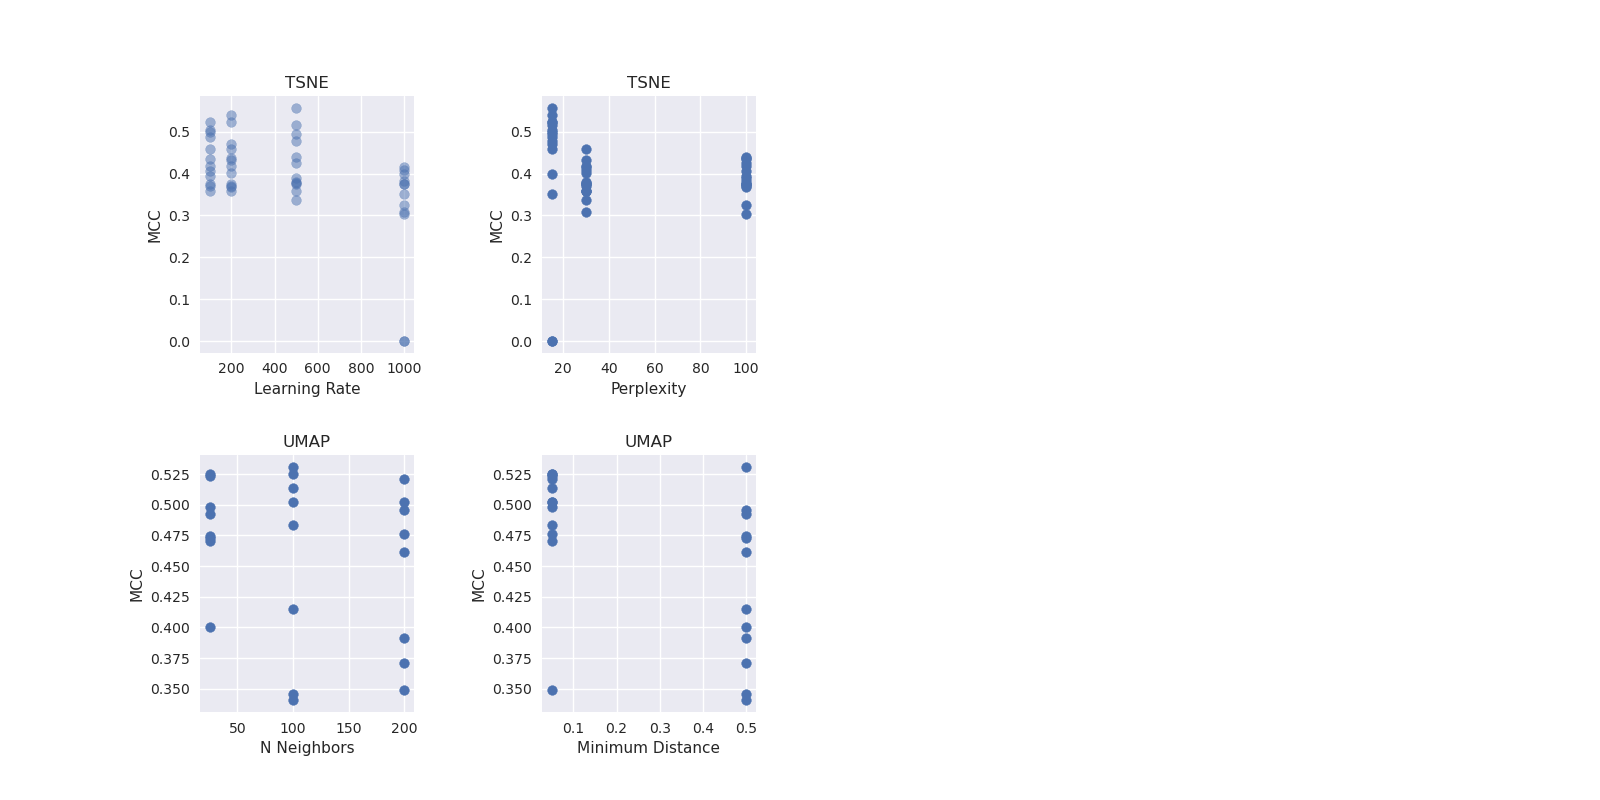 TSNE
TSNE
MCC
0.5
0.4
0.3
0.2
0.1
0.0
200 400 600 800 1000
Learning Rate
MCC
0.5
0.4
0.3
0.2
0.1
0.0
20 40 60 80 100
Perplexity
UMAP
UMAP
MCC
0.525
0.500
0.475
0.450
0.425
0.400
0.375
0.350
50 100 150 200
N Neighbors
MCC
0.525
0.500
0.475
0.450
0.425
0.400
0.375
0.350
0.1 0.2 0.3 0.4 0.5
Minimum Distance